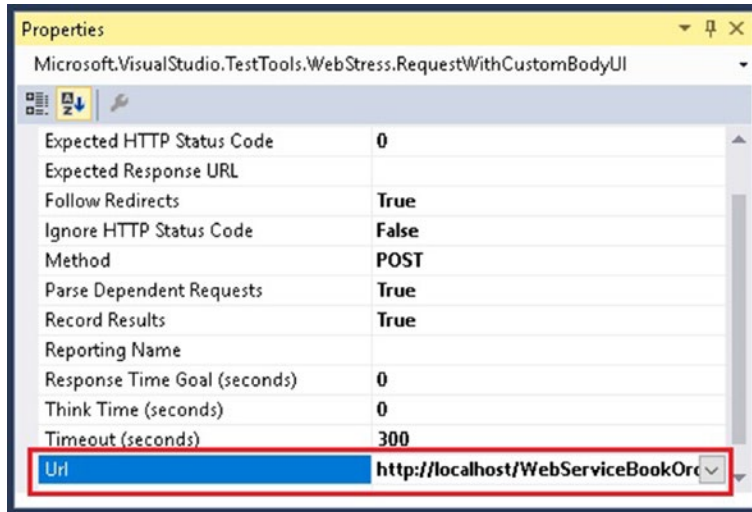 Properties
Microsoft.VisualStudio.TestTools.WebStress.RequestWithCustomBodyUI
Expected HTTP Status Code 0
Expected Response URL
Follow Redirects True
Ignore HTTP Status Code False
Method POST
Parse Dependent Requests True
Record Results True
Reporting Name
Response Time Goal (seconds) 0
Think Time (seconds) 0
Timeout (seconds) 300
Url http://localhost/WebServiceBookOrd